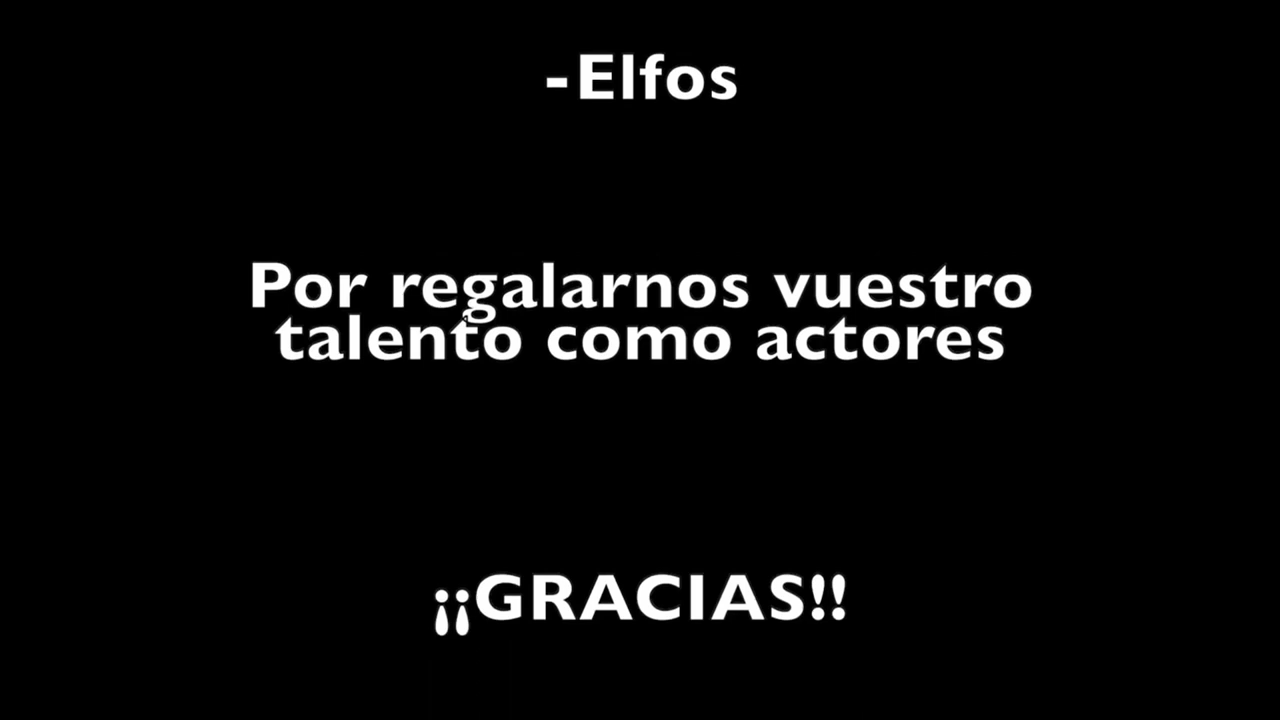 -Elfos
Por regalarnos vuestro
talento como actores
¡¡GRACIAS!!